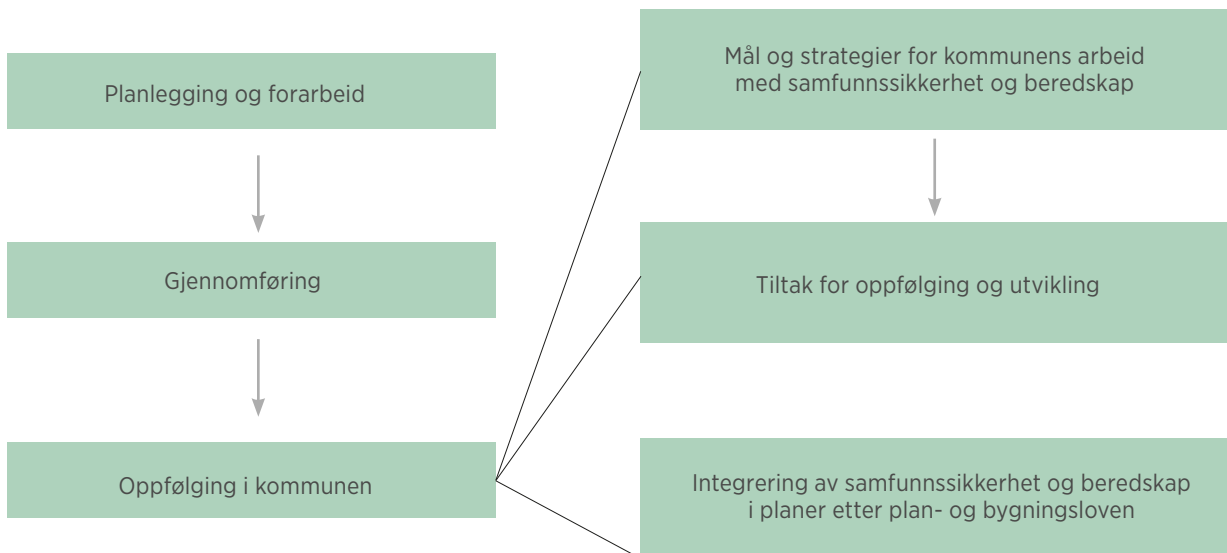 Planlegging og forarbeid
Gjennomføring
Oppfølging i kommunen
Mål og strategier for kommunens arbeid
med samfunnssikkerhet og beredskap
Tiltak for oppfølging og utvikling
Integrering av samfunnssikkerhet og beredskap
i planer etter plan- og bygningsloven